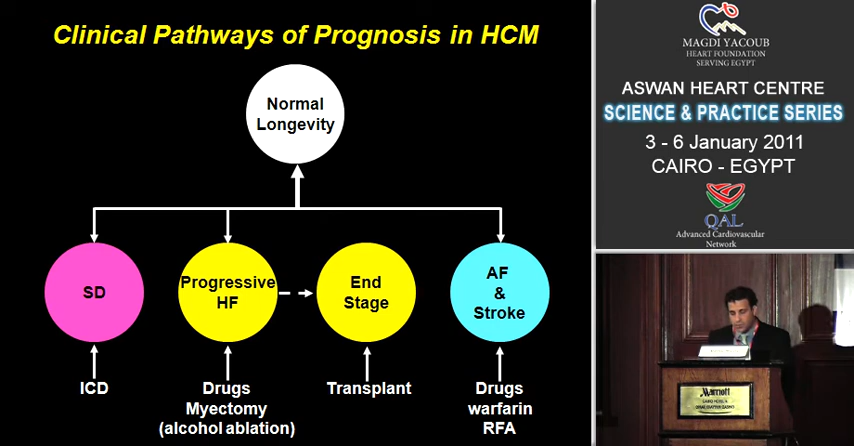 Clinical Pathways of Prognosis in HCM
Normal
Longevity
SD
Progressive
HF
End
Stage
AF
&
Stroke
ICD
Drugs
Myectomy
(alcohol ablation)
Transplant
Drugs
warfarin
RFA
MAGDI YACOUB
HEART FOUNDATION
SERVING EGYPT
ASWAN HEART CENTRE
SCIENCE & PRACTICE SERIES
3 - 6 January 2011
CAIRO - EGYPT
QAL
Advanced Cardiovascular
Network
Marriott